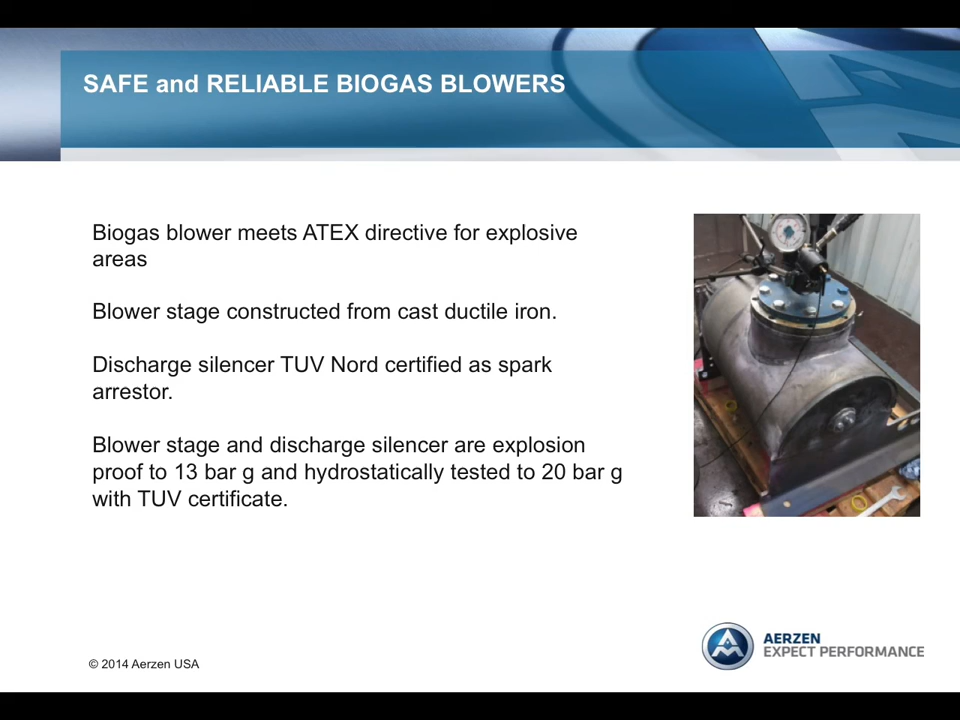 SAFE and RELIABLE BIOGAS BLOWERS
Biogas blower meets ATEX directive for explosive
areas
Blower stage constructed from cast ductile iron.
Discharge silencer TUV Nord certified as spark
arrestor.
Blower stage and discharge silencer are explosion
proof to 13 bar g and hydrostatically tested to 20 bar g
with TUV certificate.
© 2014 Aerzen USA
AERZEN
EXPECT PERFORMANCE